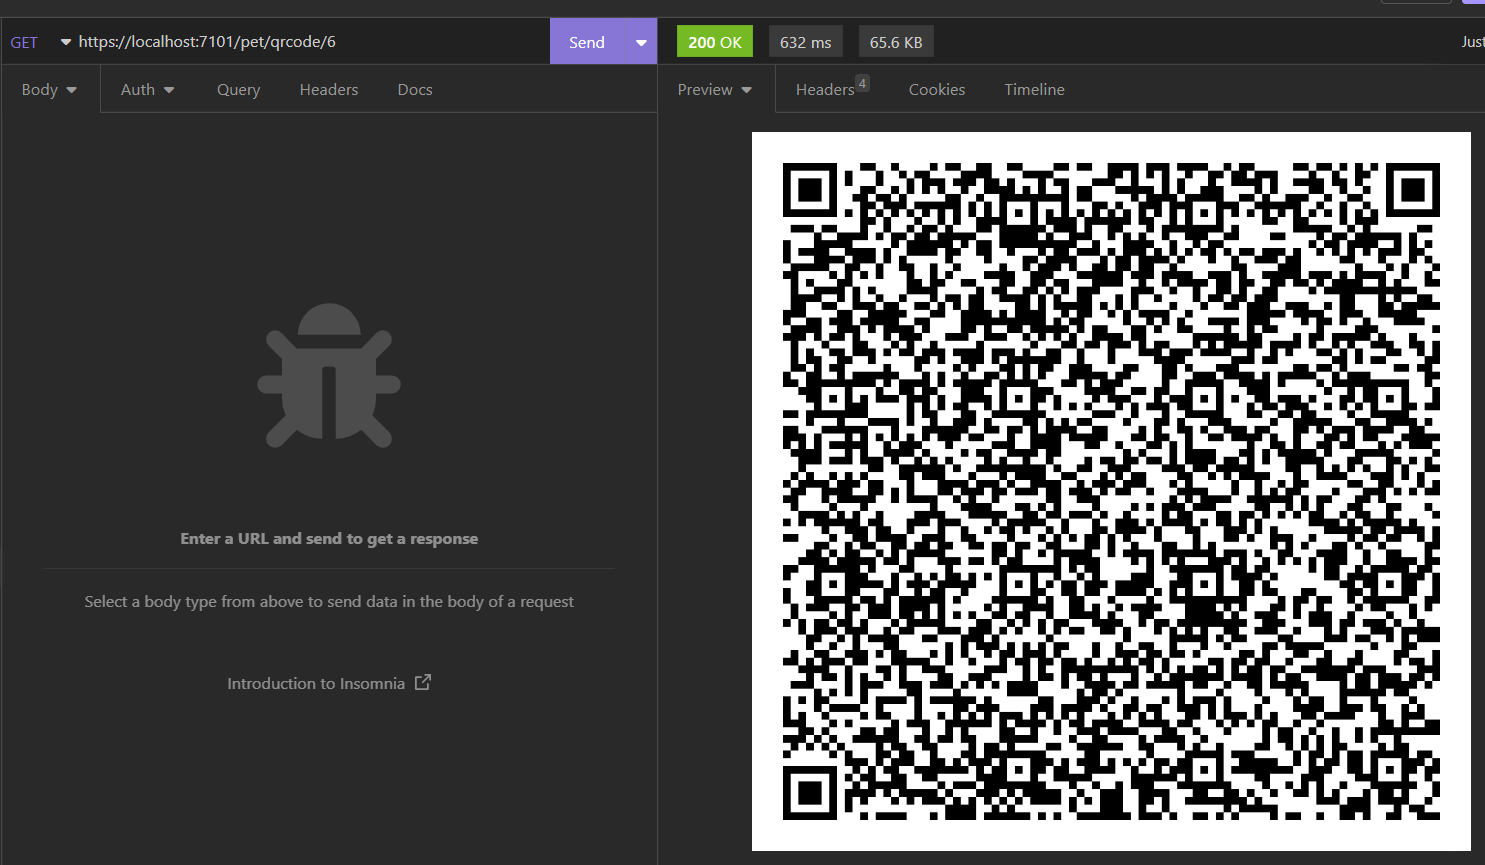 GET https://localhost:7101/pet/qrcode/6 Send 200 OK 632 ms 65.6 KB Just
Body Auth Query Headers Docs Preview Headers 4 Cookies Timeline
Enter a URL and send to get a response
Select a body type from above to send data in the body of a request
Introduction to Insomnia